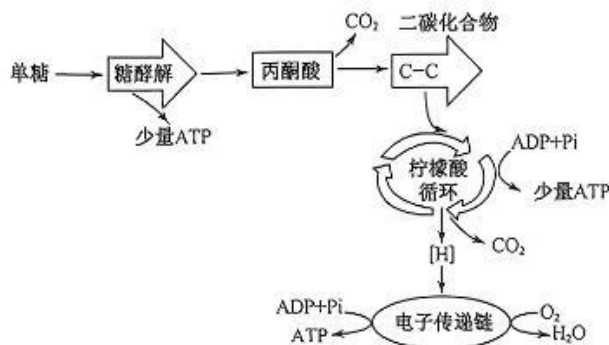 CO₂ 二碳化合物
单糖 糖酵解 丙酮酸 C-C
少量ATP
ADP+Pi
柠檬酸
循环
少量ATP
CO₂
[H]
ADP+Pi 电子传递链 O₂
ATP H₂O